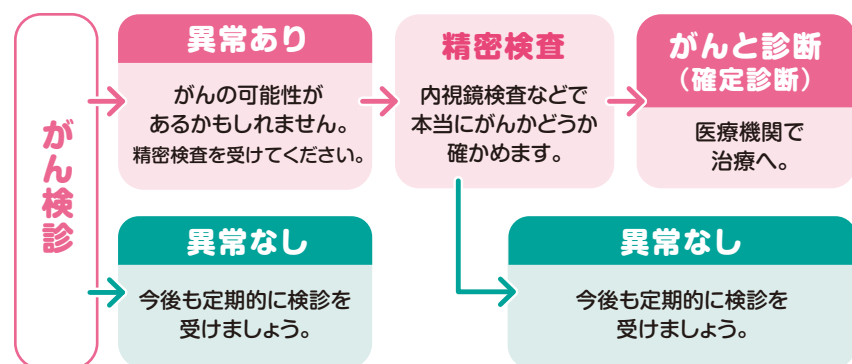 がん検診
異常あり
がんの可能性が
あるかもしれません。
精密検査を受けてください。
精密検査
内視鏡検査などで
本当にがんかどうか
確かめます。
がんと診断
（確定診断）
医療機関で
治療へ。
異常なし
今後も定期的に検診を
受けましょう。
異常なし
今後も定期的に検診を
受けましょう。